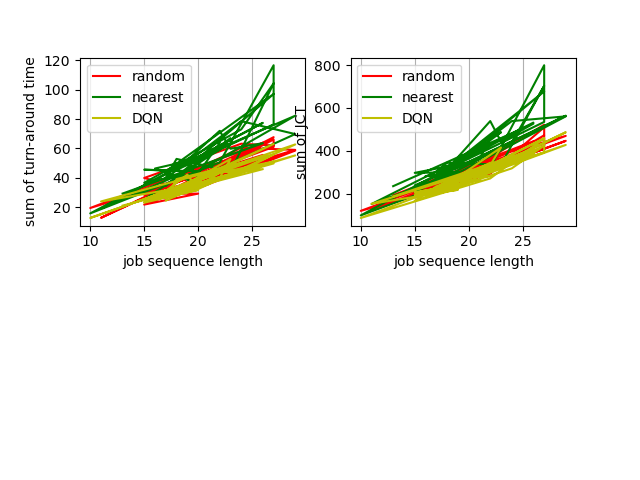 sum of turn-around time
120
100
80
60
40
20
random
nearest
DQN
10
15
20
25
job sequence length
sum of JCT
800
600
400
200
random
nearest
DQN
10
15
20
25
job sequence length